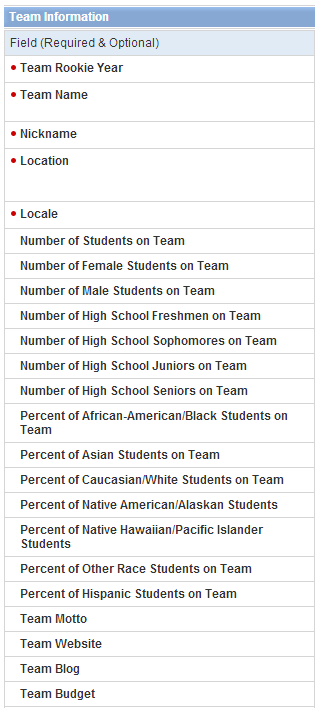 Team Information
Field (Required & Optional)
• Team Rookie Year
• Team Name
• Nickname
• Location
• Locale
Number of Students on Team
Number of Female Students on Team
Number of Male Students on Team
Number of High School Freshmen on Team
Number of High School Sophomores on Team
Number of High School Juniors on Team
Number of High School Seniors on Team
Percent of African-American/Black Students on
Team
Percent of Asian Students on Team
Percent of Caucasian/White Students on Team
Percent of Native American/Alaskan Students
Percent of Native Hawaiian/Pacific Islander
Students
Percent of Other Race Students on Team
Percent of Hispanic Students on Team
Team Motto
Team Website
Team Blog
Team Budget